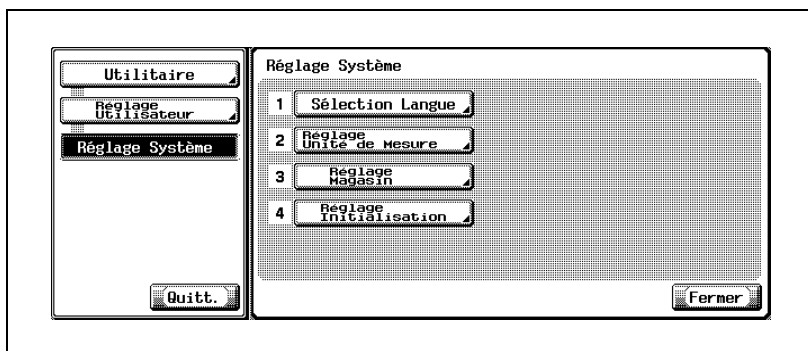 Utilitaire
Réglage
Utilisateur
Réglage Système
Quitt.
Réglage Système
1 Sélection Langue
2 Réglage
Unité de Mesure
3 Réglage
Magasin
4 Réglage
Initialisation
Fermer